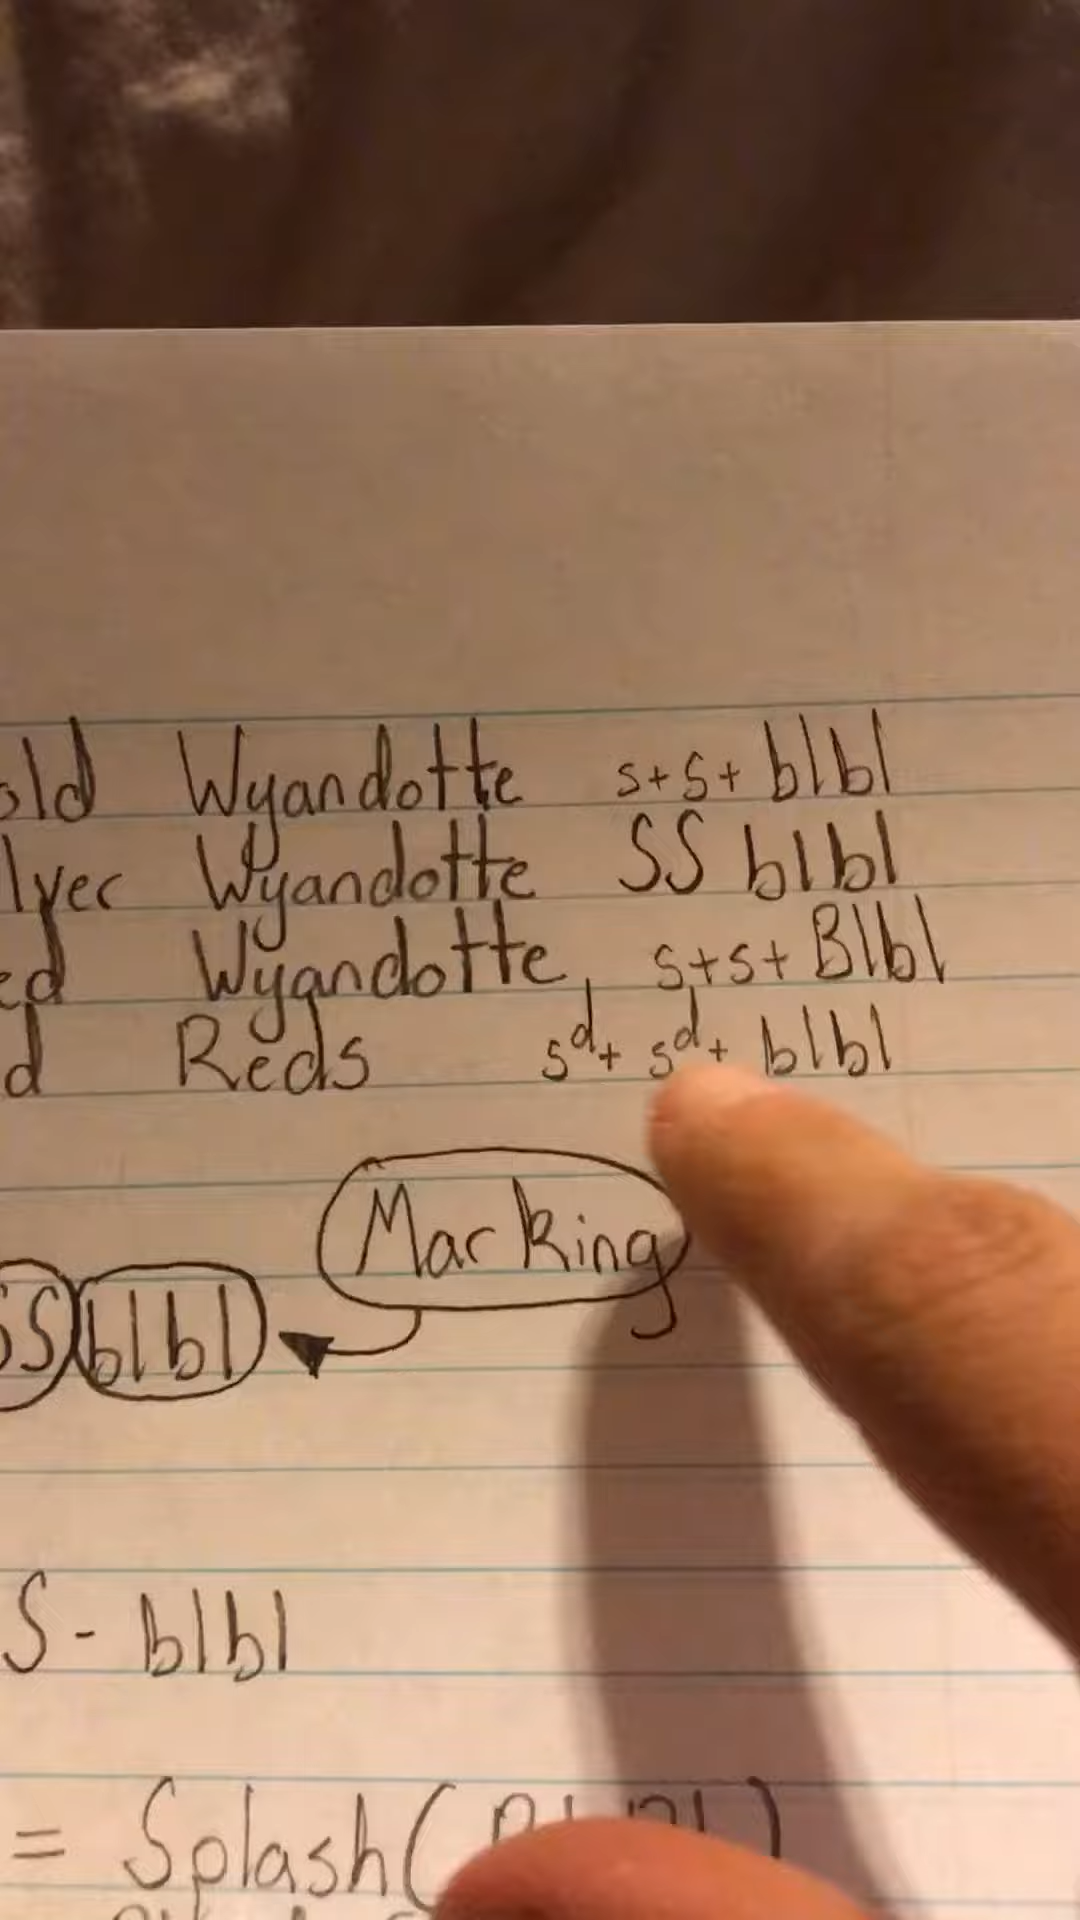 old Wyandotte s+s+ blbl
lver Wyandotte SS blbl
ed Wyandotte, s+s+ Blbl
d Reds sᵈ+ sᵈ+ blbl
Marking
SS blbl
S- blbl
= Splash(